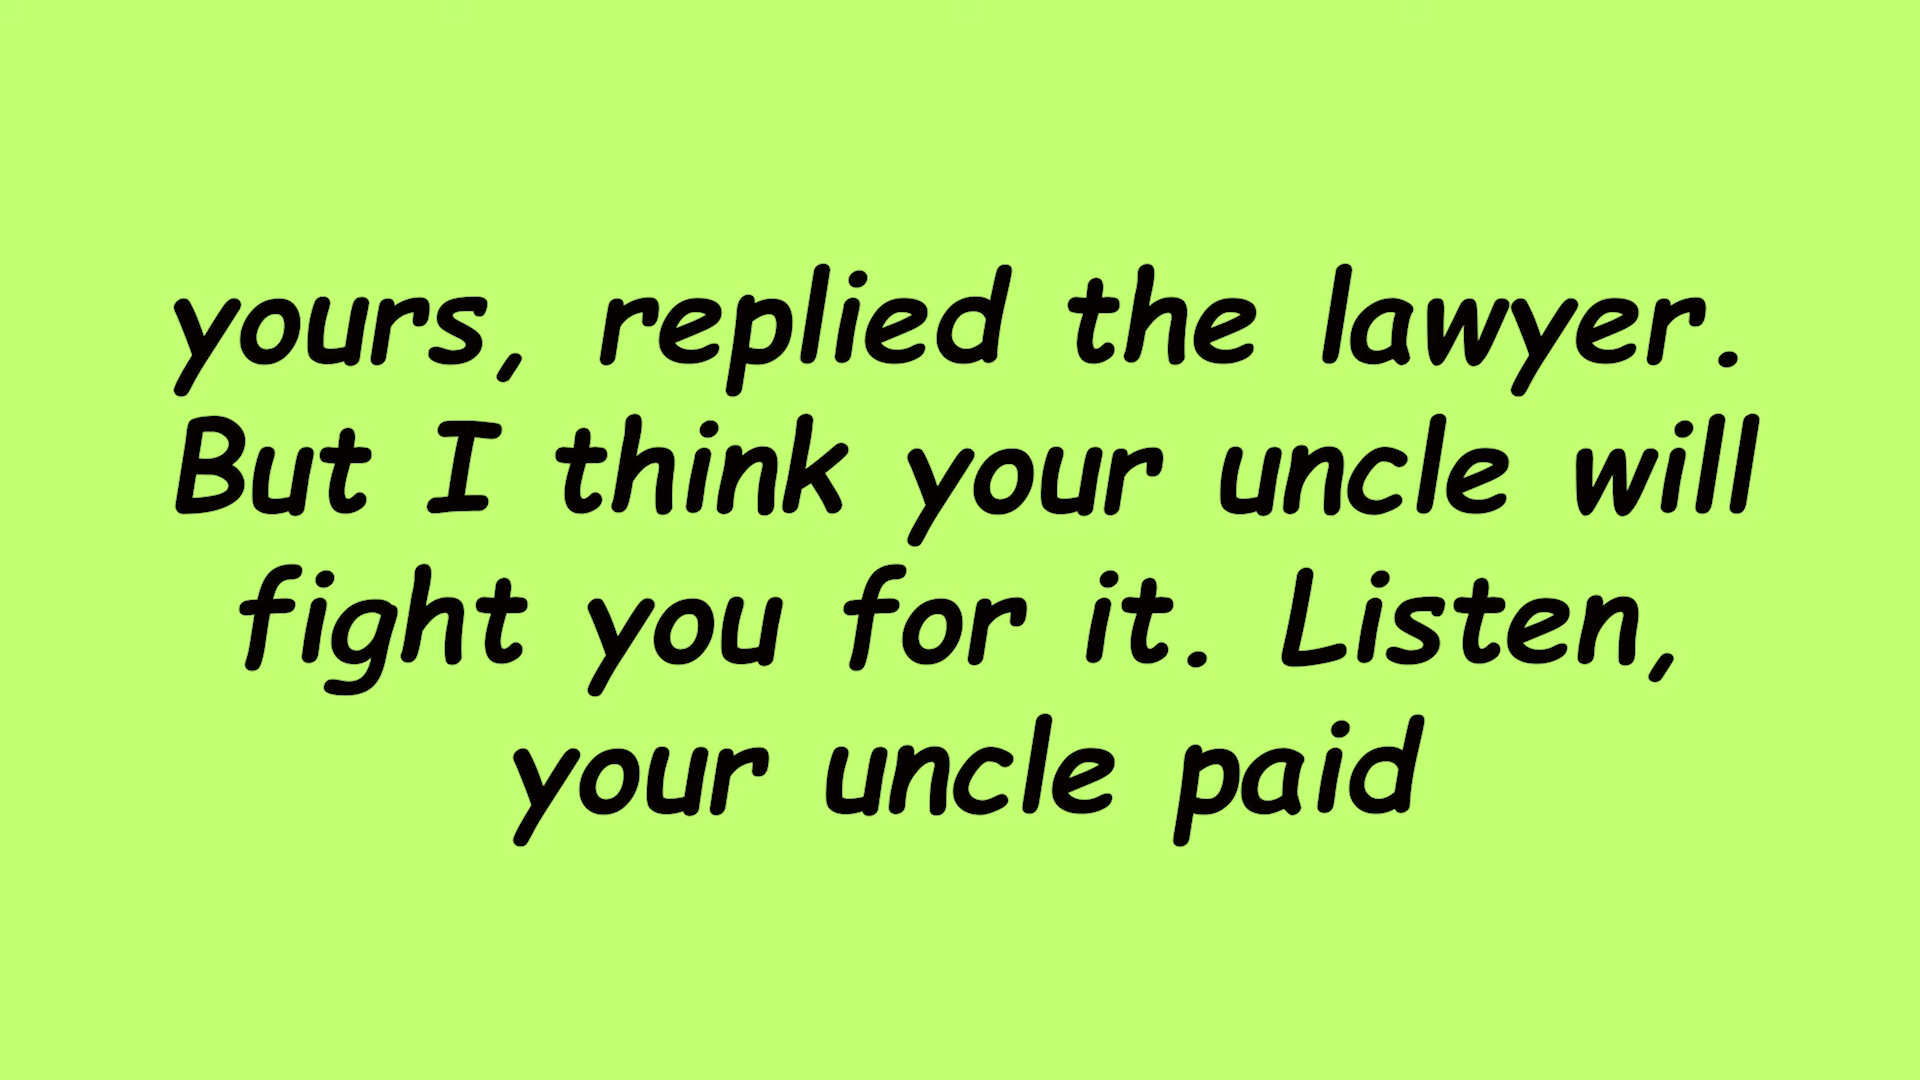 yours, replied the lawyer.
But I think your uncle will
fight you for it. Listen,
your uncle paid